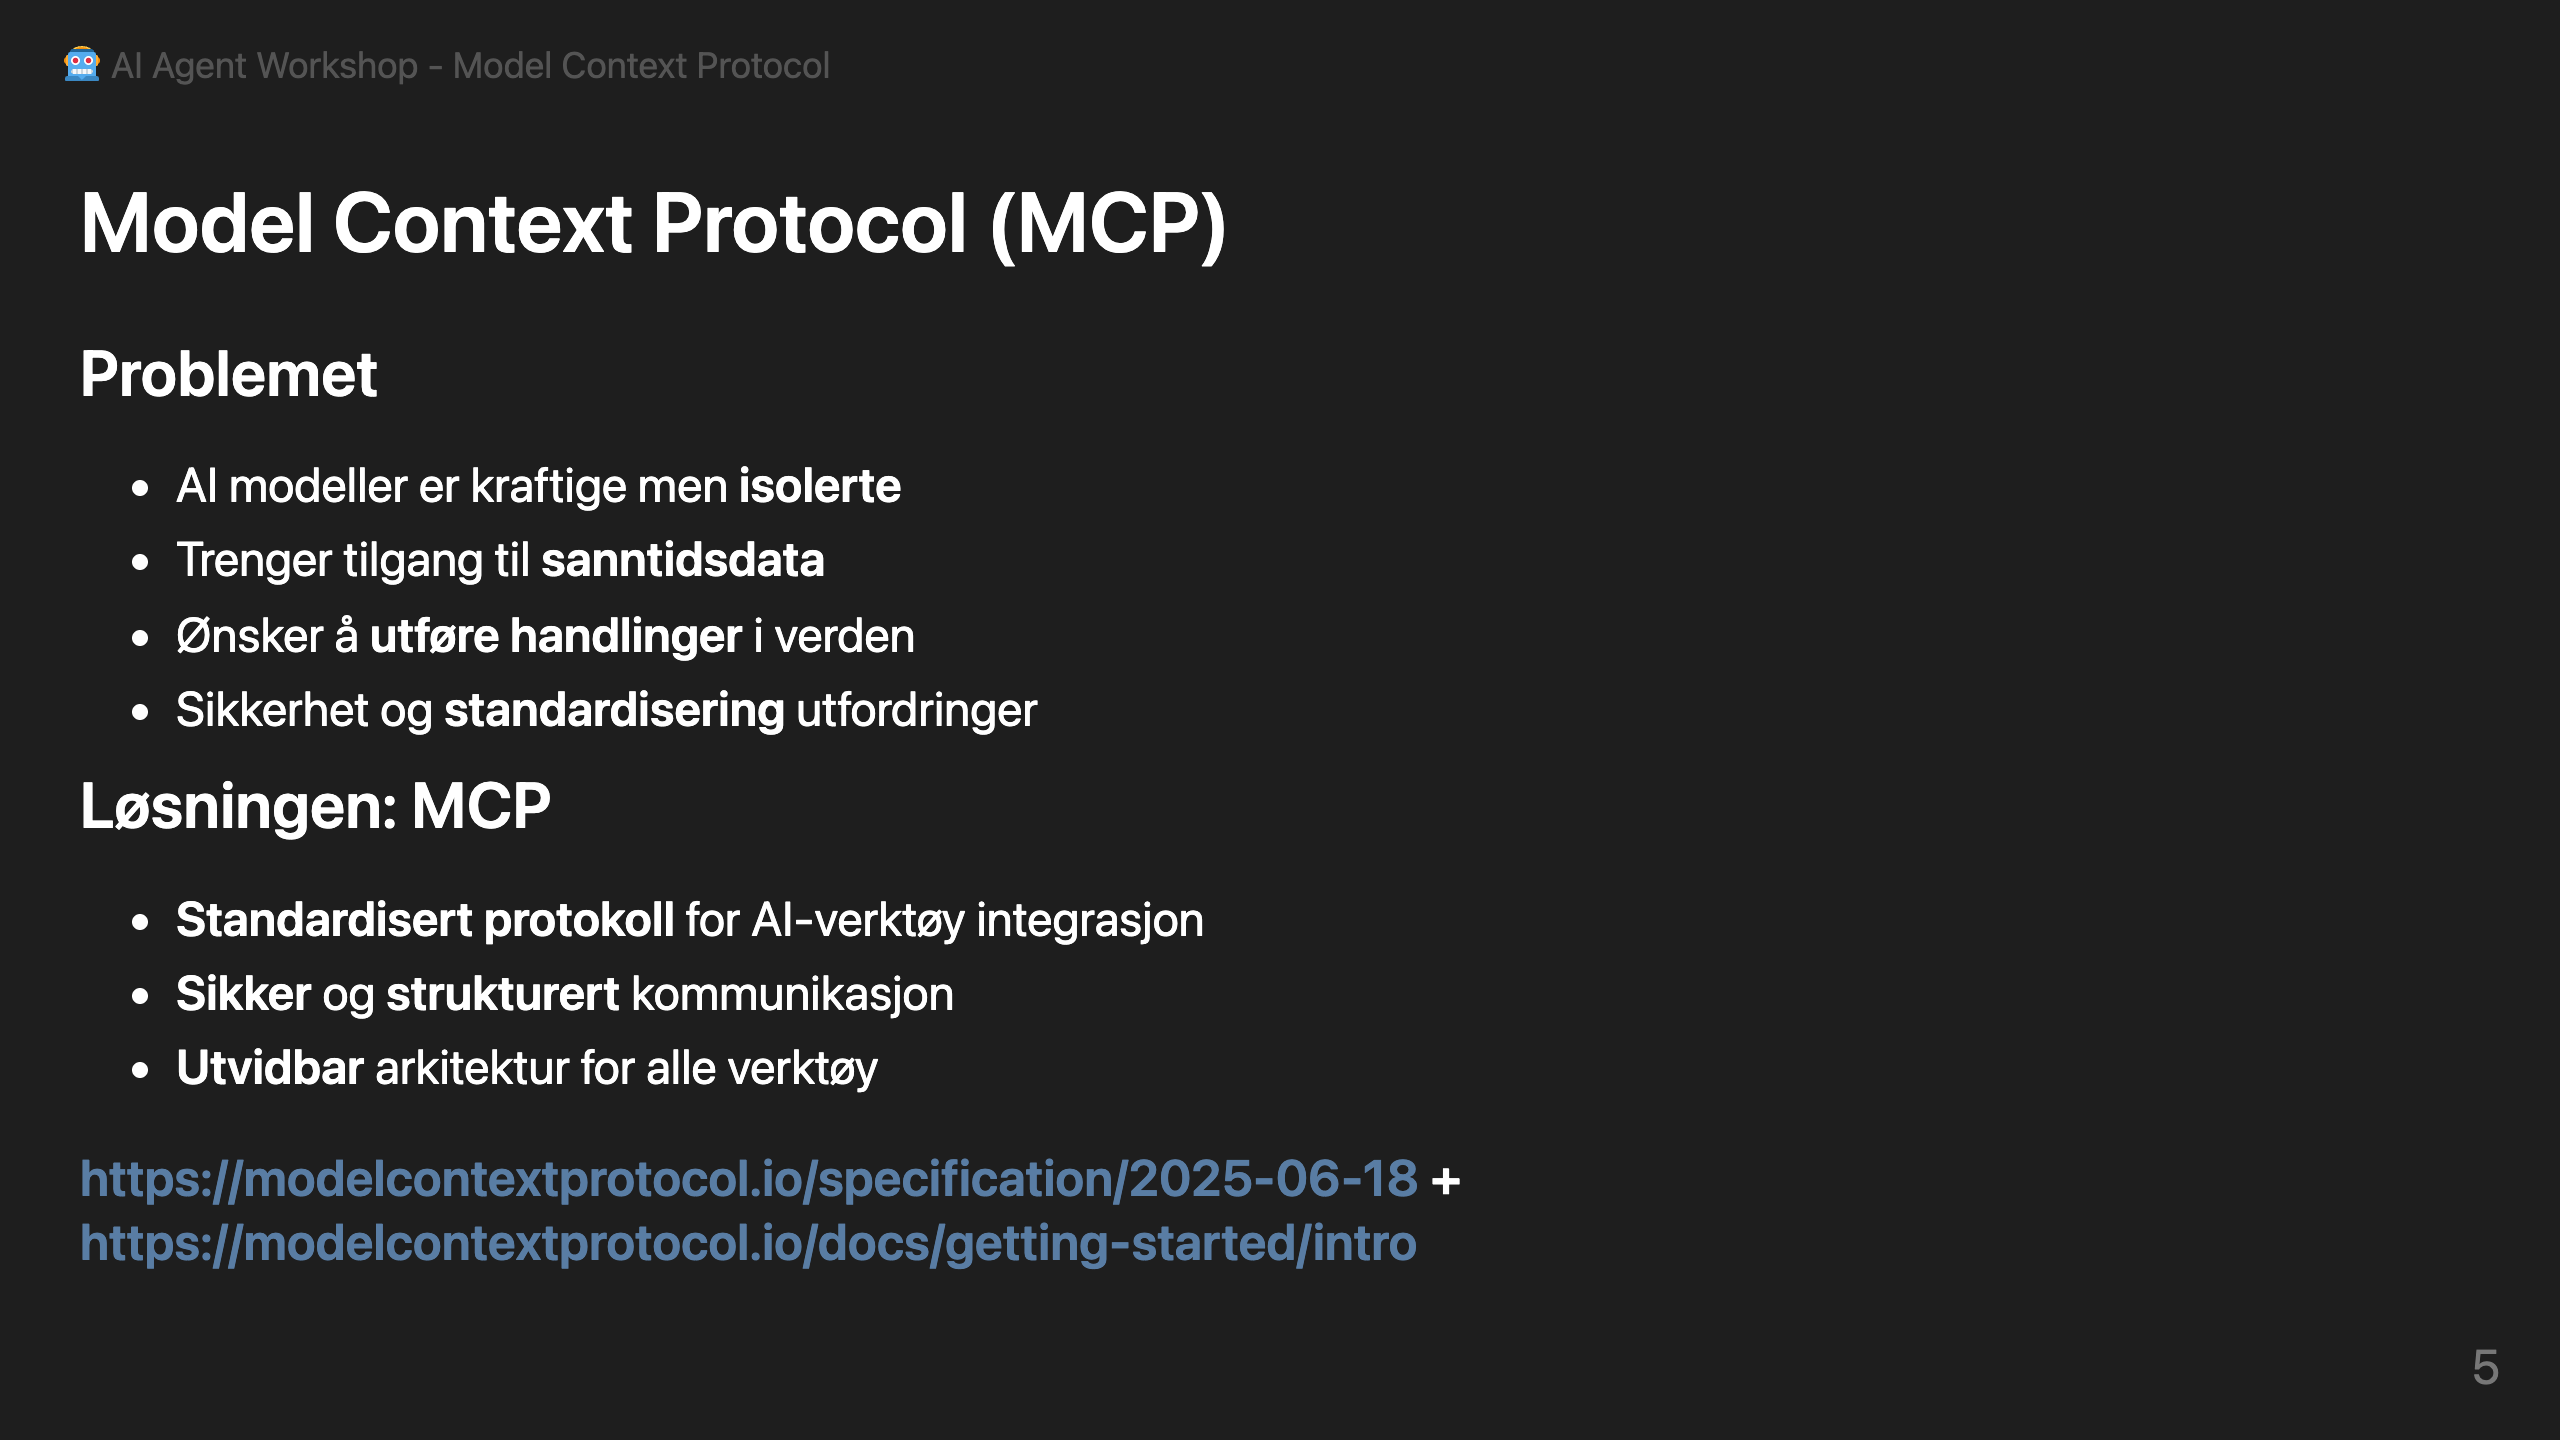 AI Agent Workshop - Model Context Protocol
Model Context Protocol (MCP)
Problemet
AI modeller er kraftige men isolerte
Trenger tilgang til sanntidsdata
Ønsker å utføre handlinger i verden
Sikkerhet og standardisering utfordringer
Løsningen: MCP
Standardisert protokoll for AI-verktøy integrasjon
Sikker og strukturert kommunikasjon
Utvidbar arkitektur for alle verktøy
https://modelcontextprotocol.io/specification/2025-06-18 +
https://modelcontextprotocol.io/docs/getting-started/intro
5